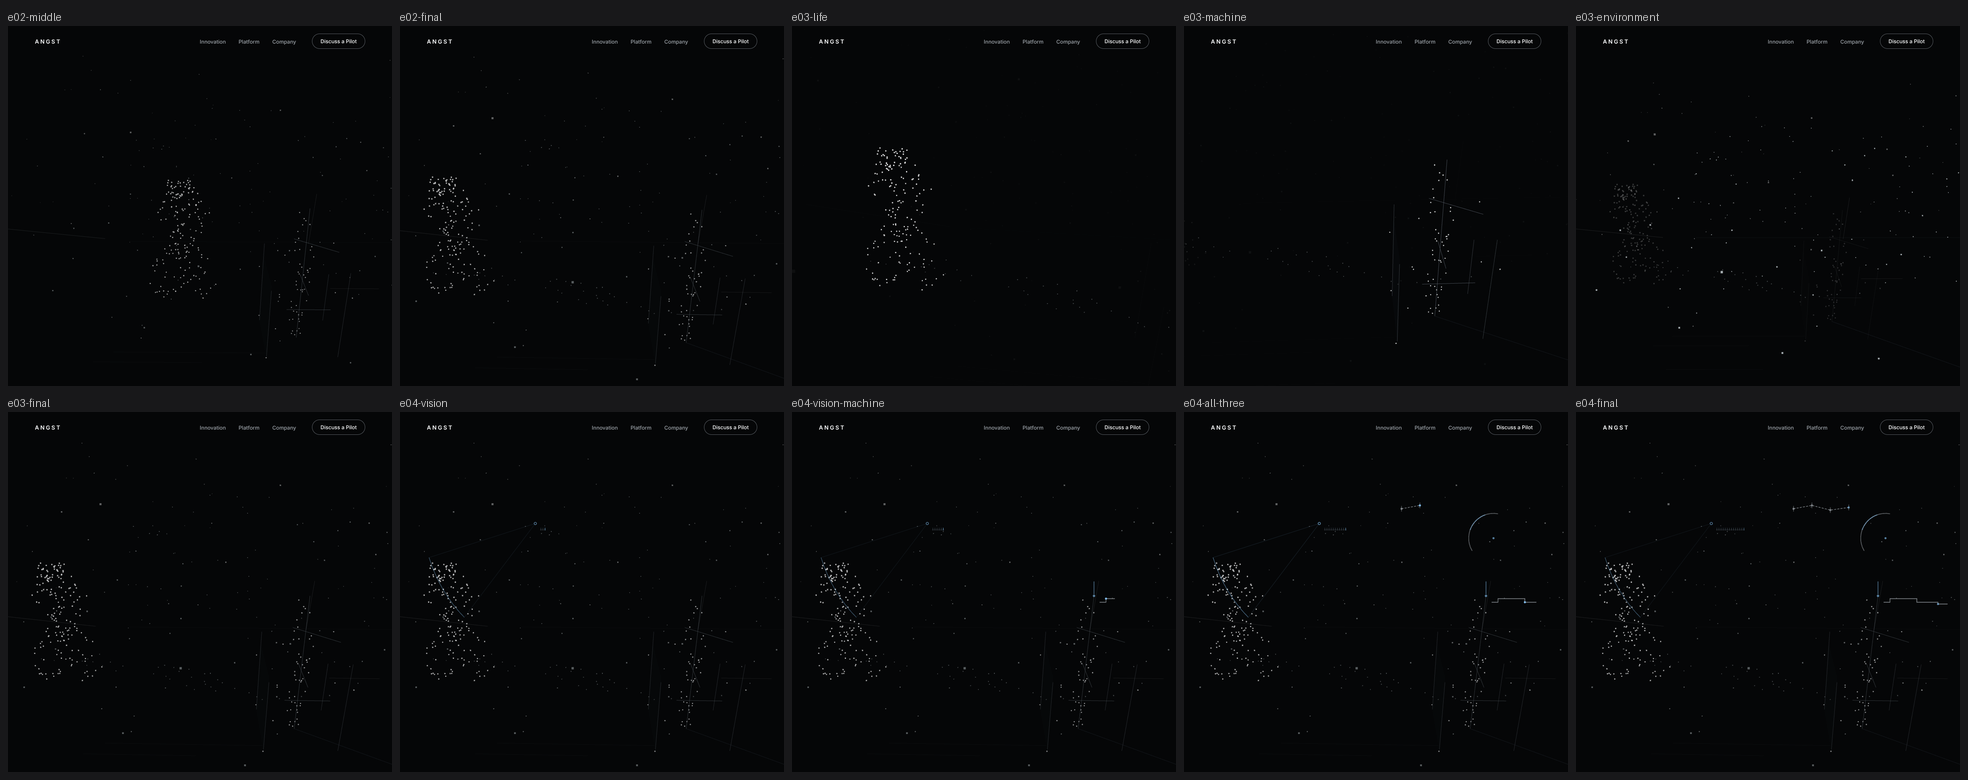 e02-middle
ANGST Innovation Platform Company Discuss a Pilot
e02-final
ANGST Innovation Platform Company Discuss a Pilot
e03-life
ANGST Innovation Platform Company Discuss a Pilot
e03-machine
ANGST Innovation Platform Company Discuss a Pilot
e03-environment
ANGST Innovation Platform Company Discuss a Pilot
e03-final
ANGST Innovation Platform Company Discuss a Pilot
e04-vision
ANGST Innovation Platform Company Discuss a Pilot
e04-vision-machine
ANGST Innovation Platform Company Discuss a Pilot
e04-all-three
ANGST Innovation Platform Company Discuss a Pilot
e04-final
ANGST Innovation Platform Company Discuss a Pilot